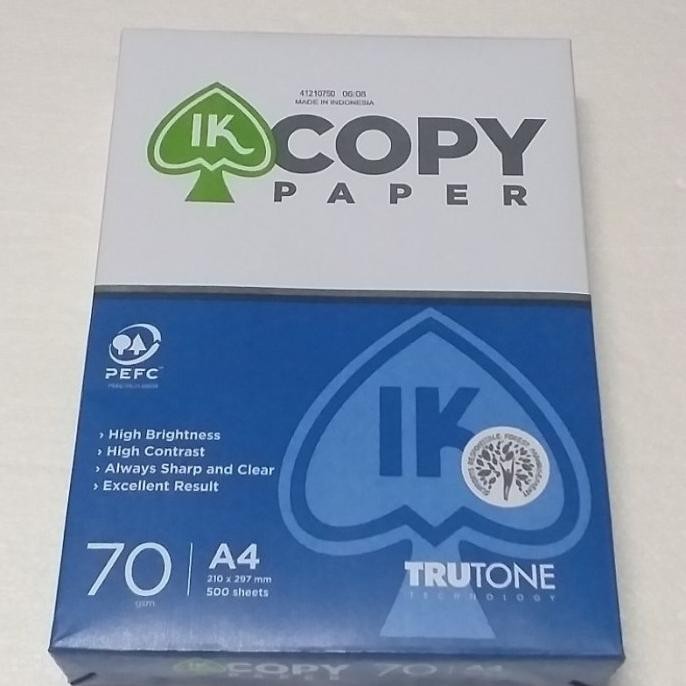 41210750 06:08
MADE IN INDONESIA
IK COPY
PAPER
PEFC
› High Brightness
› High Contrast
› Always Sharp and Clear
› Excellent Result
IK
70
gsm
A4
210 x 297 mm
500 sheets
TRUTONE
TECHNOLOGY
IK COPY 70 A4
PAPER